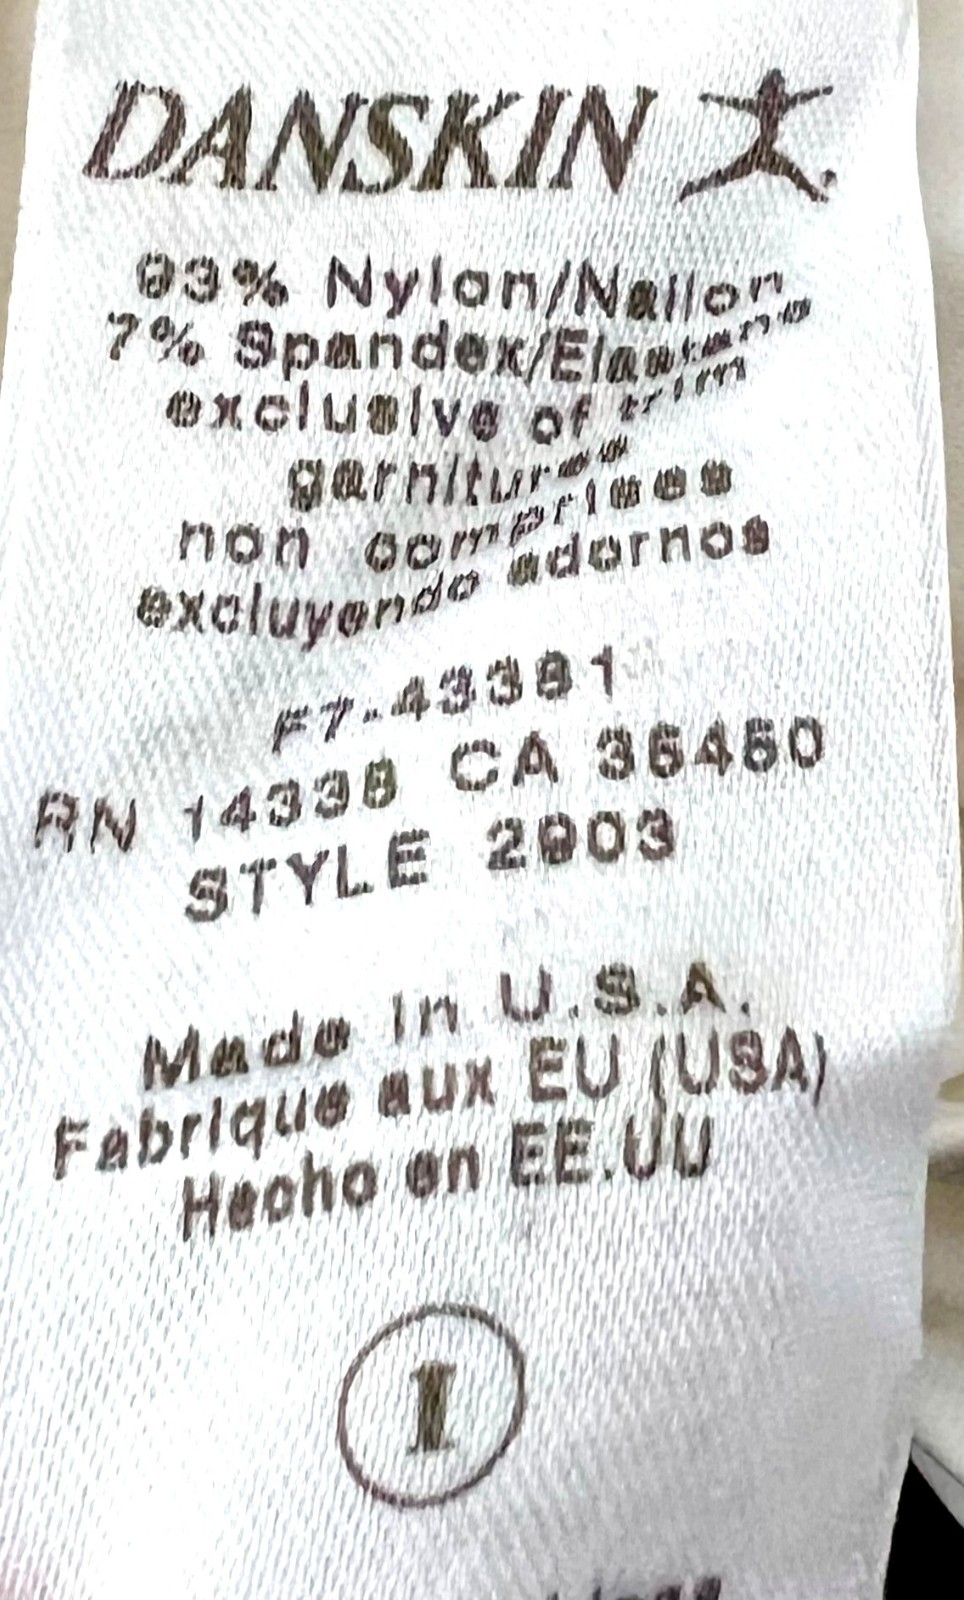 DANSKIN
93% Nylon/Nailon
7% Spandex/Elastano
exclusive of trim
garnitures
non comprises
excluyendo adornos
F7-43381
RN 14338 CA 36460
STYLE 2903
Made in U.S.A.
Fabrique aux EU (USA)
Hecho en EE.UU
I